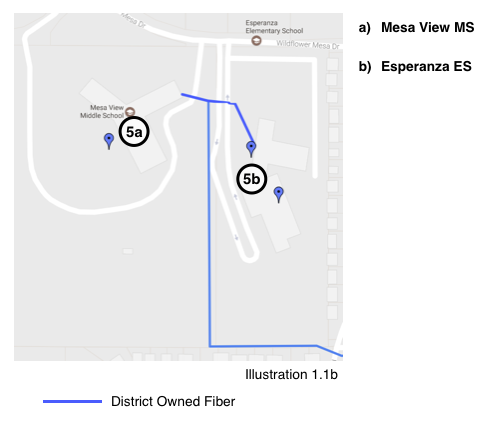 Esperanza
Elementary School
a) Mesa View MS
Mesa Dr
Wildflower Mesa Dr
b) Esperanza ES
Mesa View
Middle School
5a
5b
Illustration 1.1b
District Owned Fiber